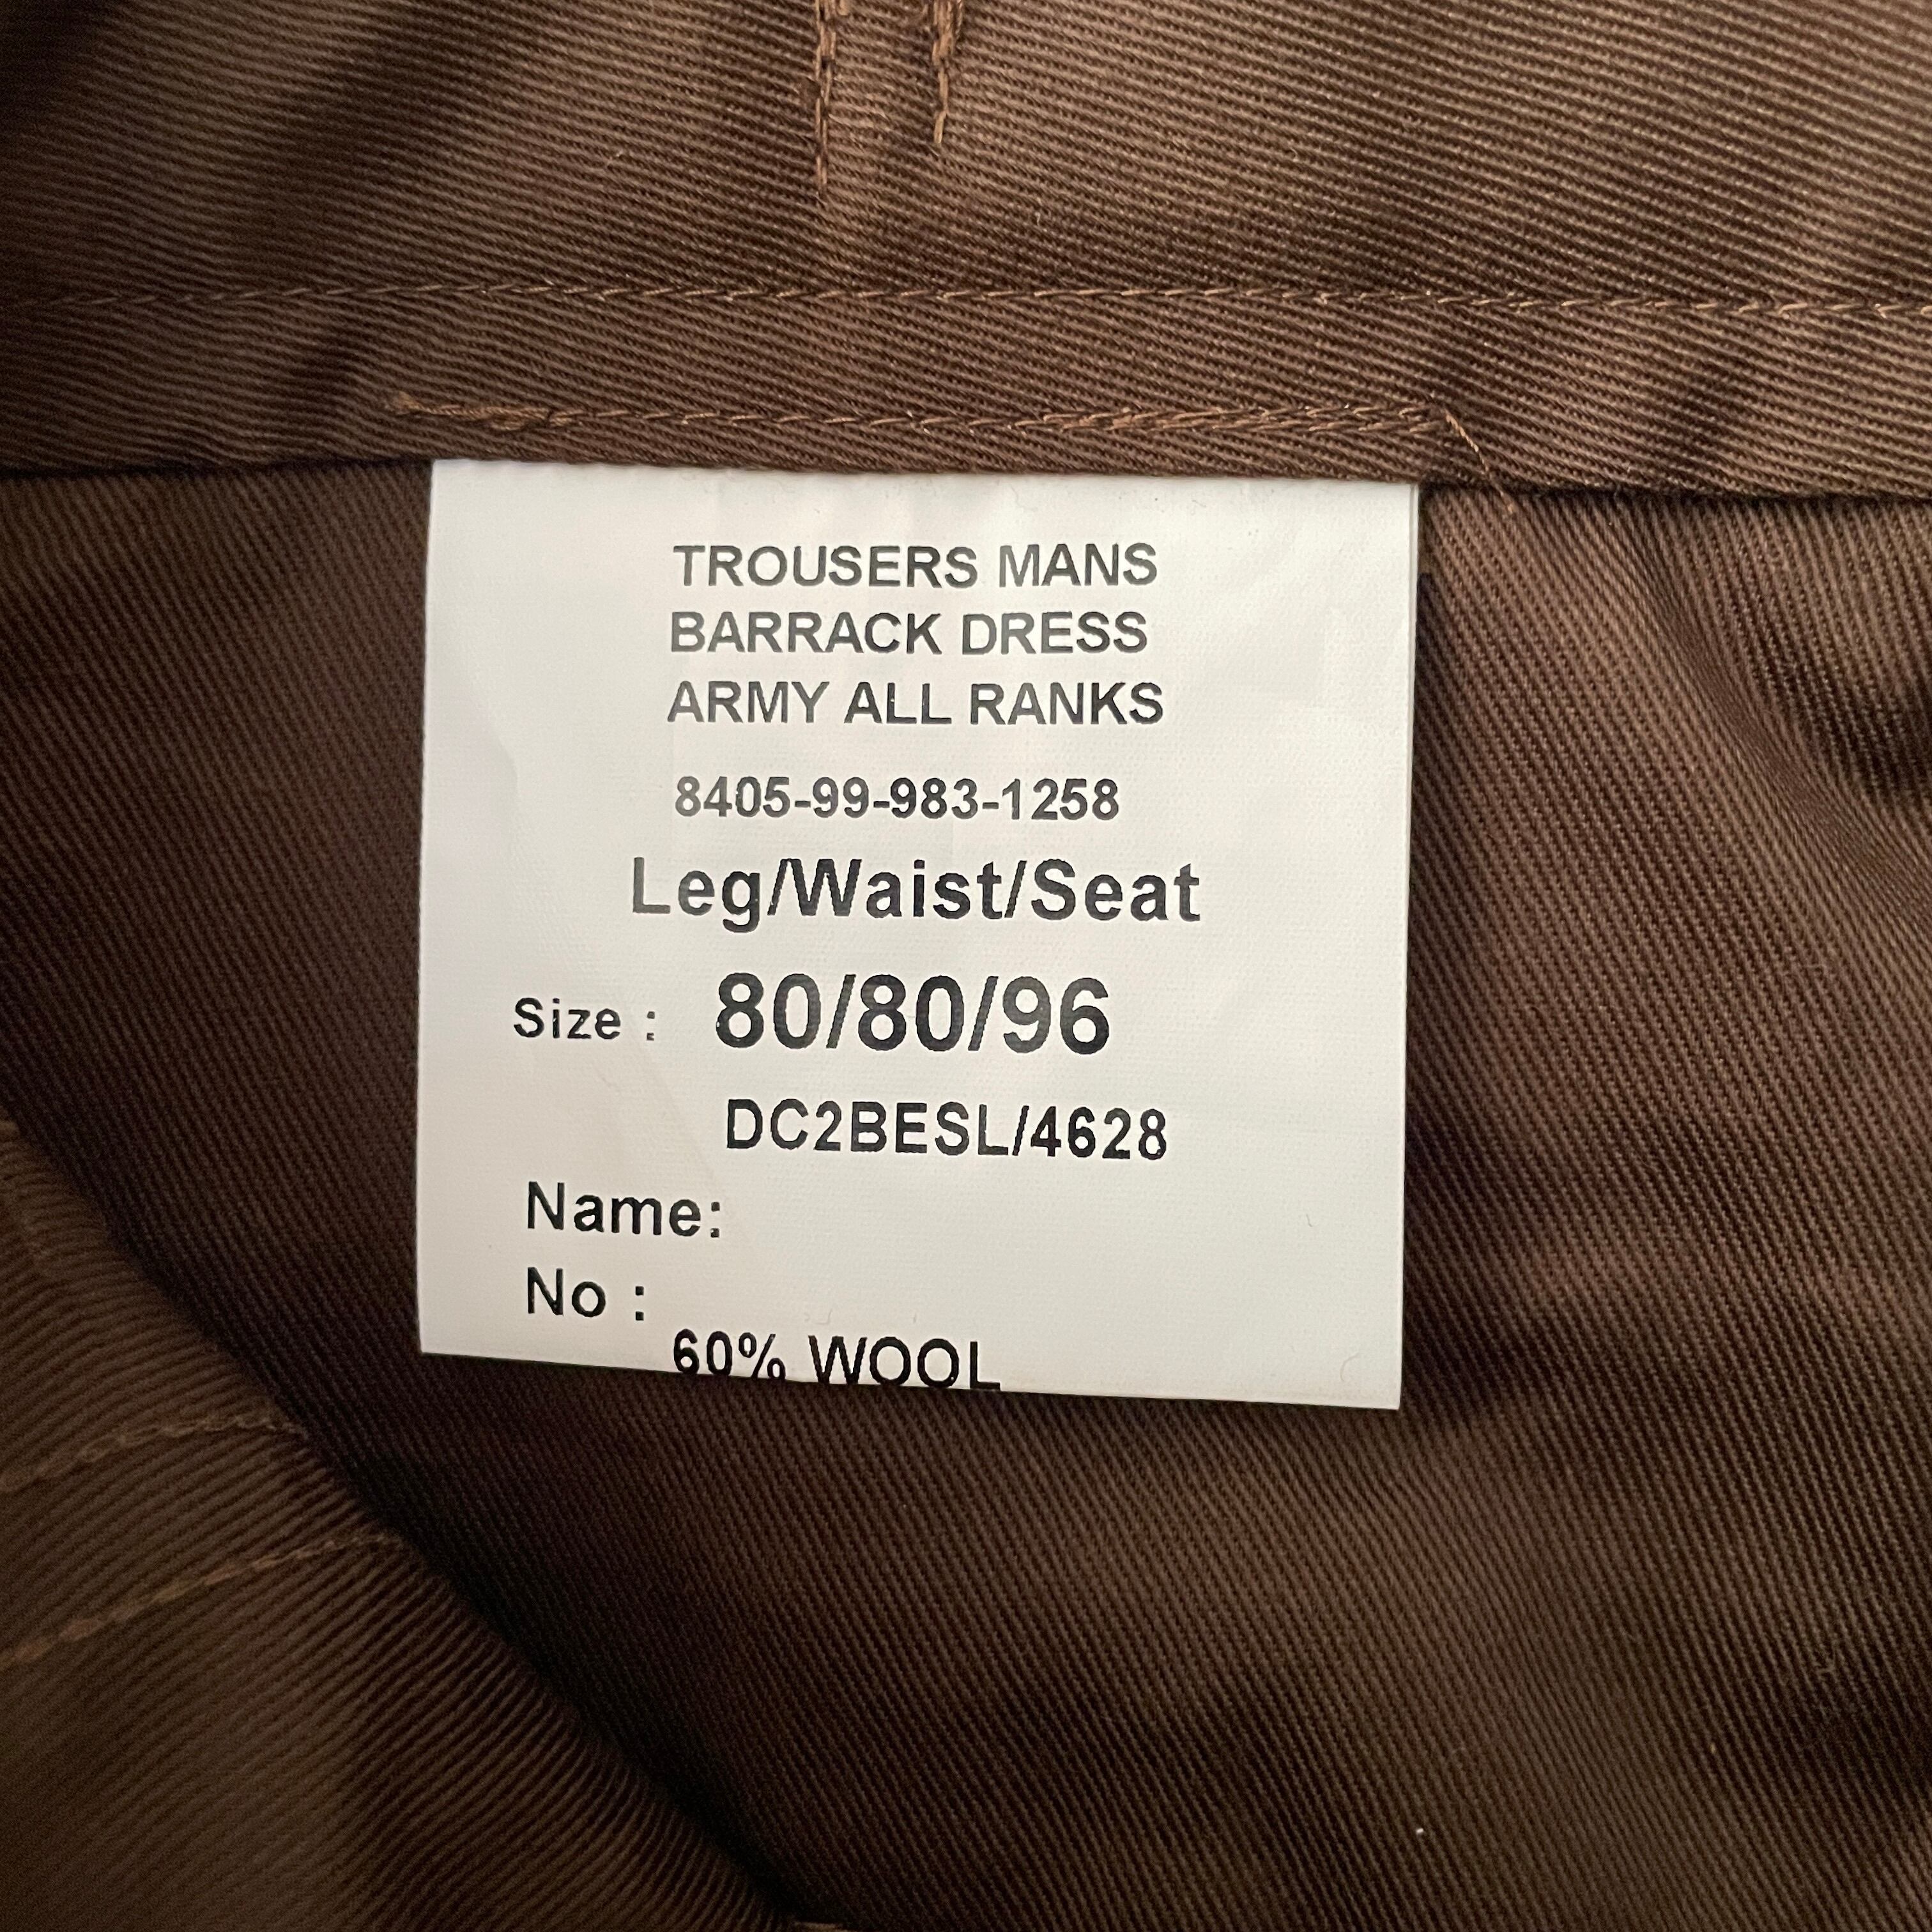 TROUSERS MANS
BARRACK DRESS
ARMY ALL RANKS
8405-99-983-1258
Leg/Waist/Seat
Size : 80/80/96
DC2BESL/4628
Name:
No :
60% WOOL